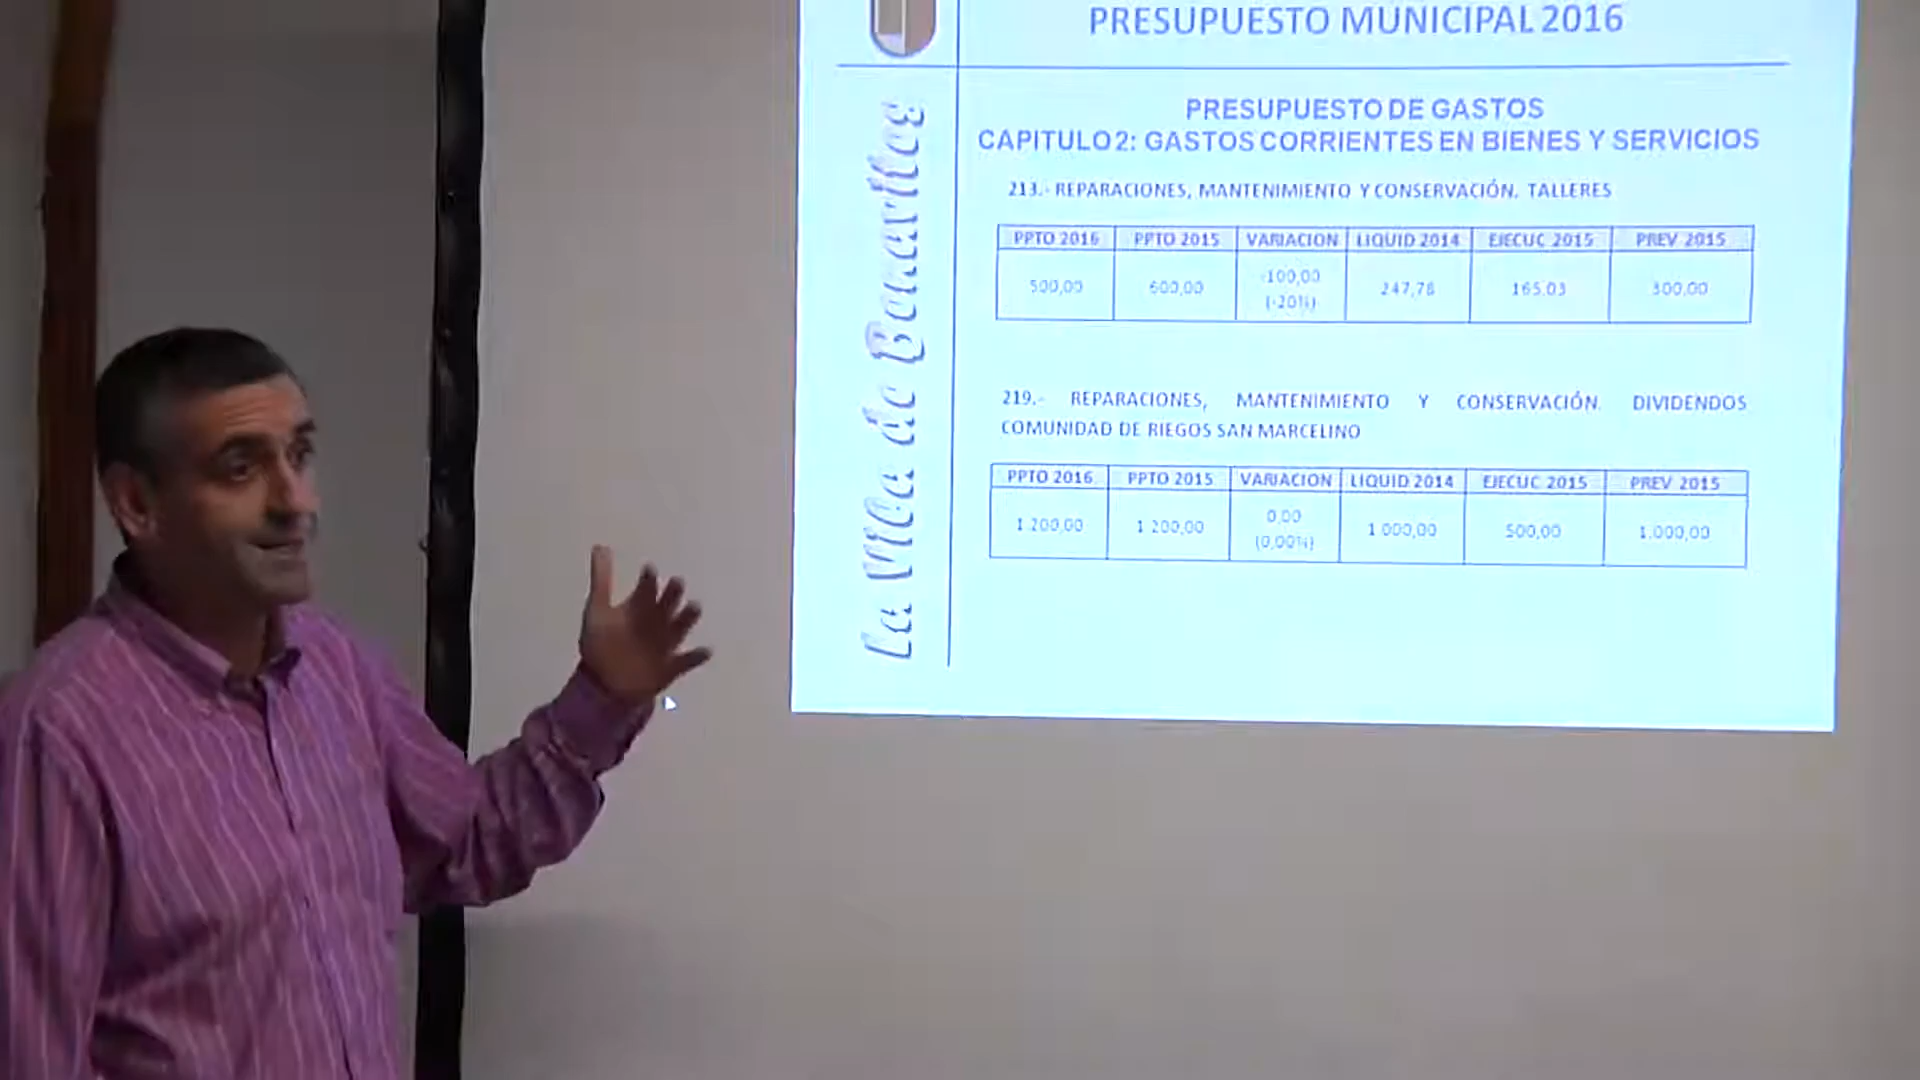 PRESUPUESTO MUNICIPAL 2016
La Villa de Benavites
PRESUPUESTO DE GASTOS
CAPITULO 2: GASTOS CORRIENTES EN BIENES Y SERVICIOS
213.- REPARACIONES, MANTENIMIENTO Y CONSERVACIÓN. TALLERES
PPTO 2016 PPTO 2015 VARIACION LIQUID 2014 EJECUC 2015 PREV 2015
500,00 600,00 -100,00 (-20%) 247,78 165,03 300,00
219.- REPARACIONES, MANTENIMIENTO Y CONSERVACIÓN. DIVIDENDOS
COMUNIDAD DE RIEGOS SAN MARCELINO
PPTO 2016 PPTO 2015 VARIACION LIQUID 2014 EJECUC 2015 PREV 2015
1.200,00 1.200,00 0,00 (0,00%) 1.000,00 500,00 1.000,00